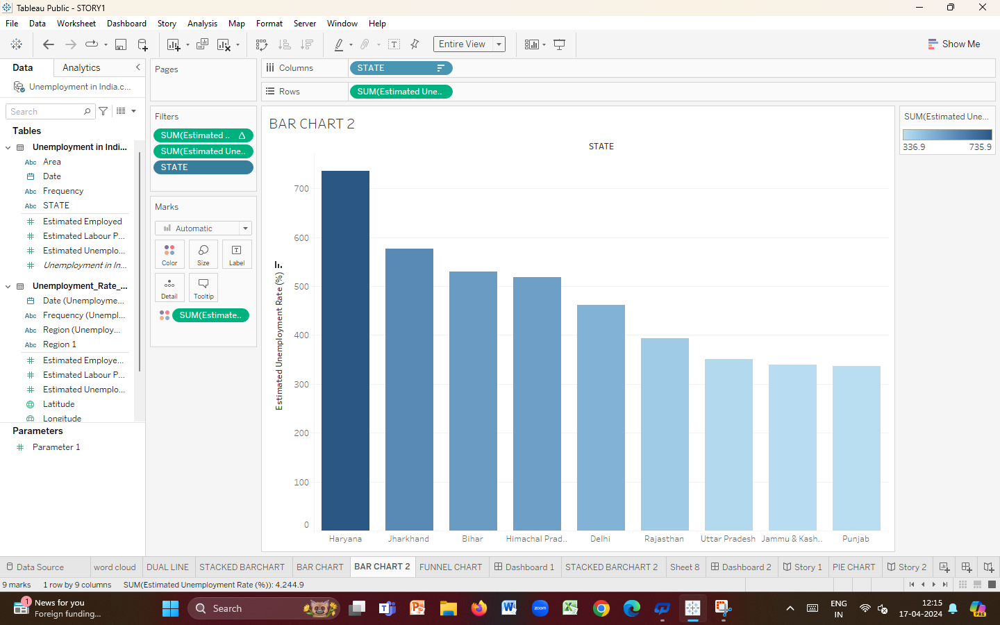 Tableau Public - STORY1
File Data Worksheet Dashboard Story Analysis Map Format Server Window Help
Entire View
Show Me
Data Analytics
Unemployment in India.c...
Search
Tables
Unemployment in Indi...
Abc Area
Date
Abc Frequency
Abc STATE
Estimated Employed
Estimated Labour P...
Estimated Unemplo...
Unemployment in In...
Unemployment_Rate_...
Date (Unemployme...
Abc Frequency (Unempl...
Abc Region (Unemploy...
Abc Region 1
Estimated Employe...
Estimated Labour P...
Estimated Unemplo...
Latitude
Longitude
Parameters
Parameter 1
Pages
Filters
SUM(Estimated ..
SUM(Estimated Une..
STATE
Marks
Automatic
Color Size Label
Detail Tooltip
SUM(Estimate..
Columns STATE
Rows SUM(Estimated Une..
BAR CHART 2
STATE
Estimated Unemployment Rate (%)
700
600
500
400
300
200
100
0
Haryana Jharkhand Bihar Himachal Prad.. Delhi Rajasthan Uttar Pradesh Jammu & Kash.. Punjab
SUM(Estimated Une...
336.9 735.9
Data Source word cloud DUAL LINE STACKED BARCHART BAR CHART BAR CHART 2 FUNNEL CHART Dashboard 1 STACKED BARCHART 2 Sheet 8 Dashboard 2 Story 1 PIE CHART Story 2
9 marks 1 row by 9 columns SUM(Estimated Unemployment Rate (%)): 4,244.9
1
News for you
Foreign funding...
Search
zoom
ENG
IN
12:15
17-04-2024
PRE